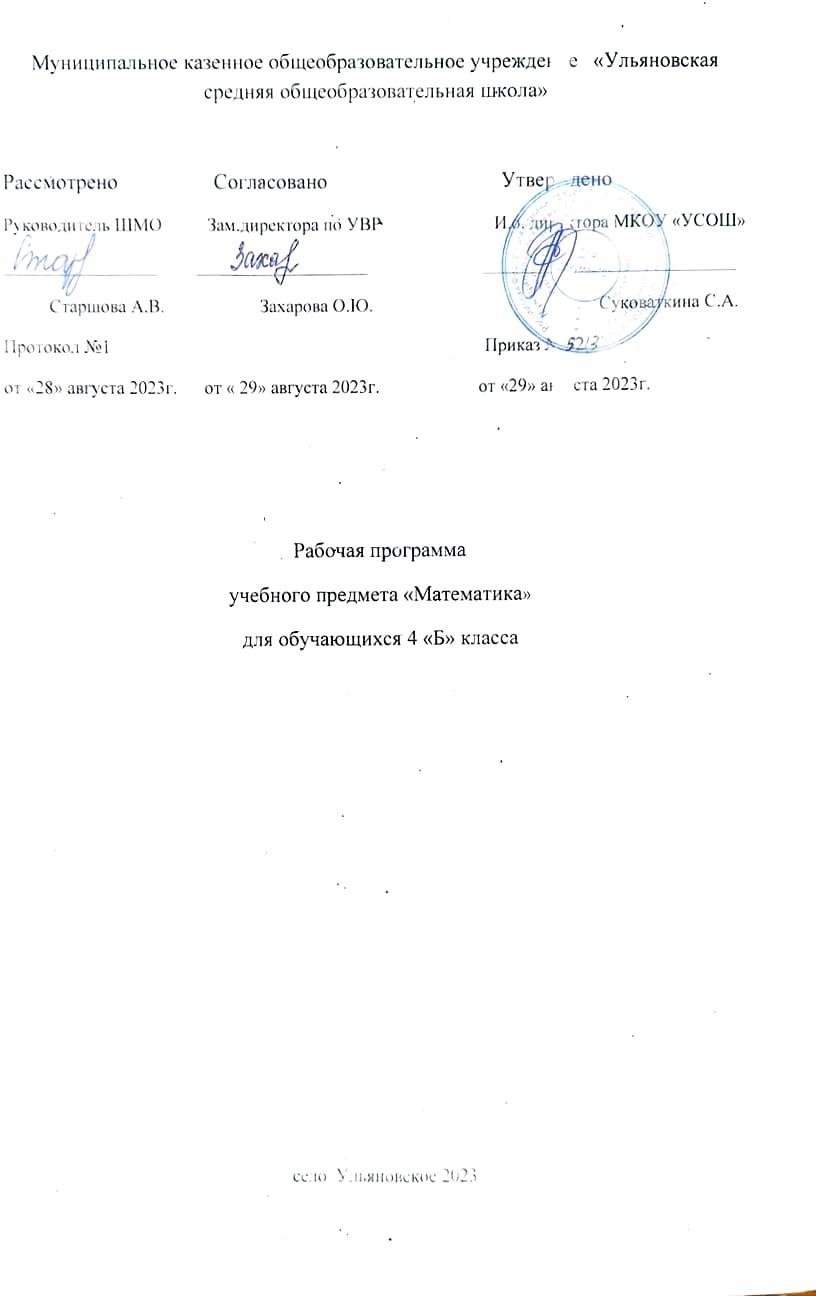 Муниципальное казенное общеобразовательное «Ульяновская
средняя общеобразовательная школа»
Рассмотрено Согласовано
Руководитель ШМО Зам.директора по УВР И.о. МКОУ «УСОШ»
Старшова А.В. Захарова О.Ю. Суковаткина С.А.
Протокол №1 Приказ
от «28» августа 2023г. от « 29» августа 2023г. от «29» 2023г.
Рабочая программа
учебного предмета «Математика»
для обучающихся 4 «Б» класса
село Ульяновское 2023